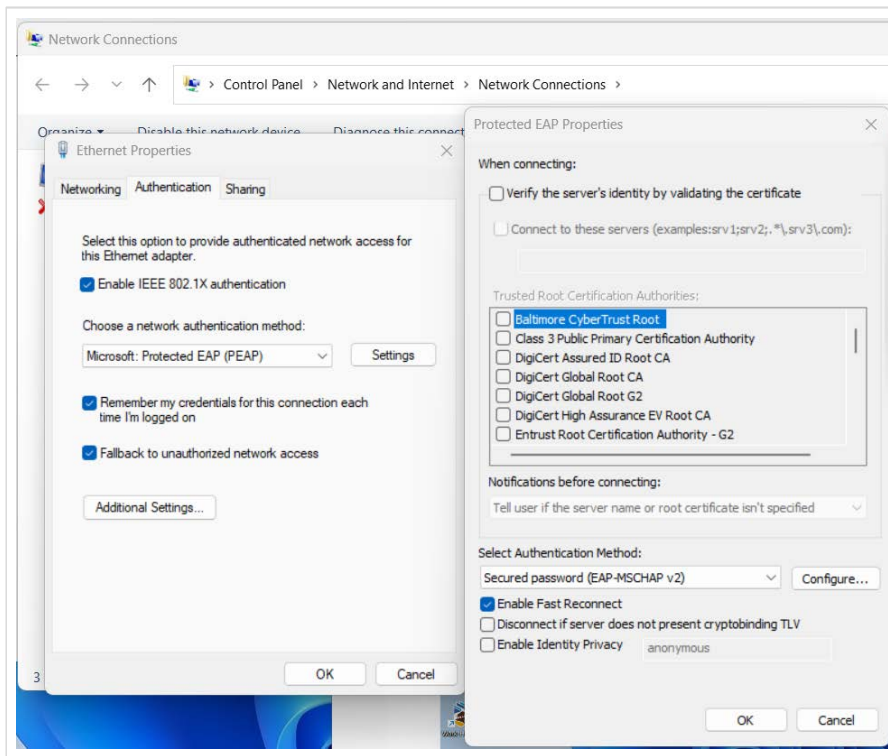 Network Connections
Control Panel > Network and Internet > Network Connections >
Organize Disable this network device Diagnose this connect
Ethernet Properties
Networking Authentication Sharing
Select this option to provide authenticated network access for
this Ethernet adapter.
Enable IEEE 802.1X authentication
Choose a network authentication method:
Microsoft: Protected EAP (PEAP) Settings
Remember my credentials for this connection each
time I'm logged on
Fallback to unauthorized network access
Additional Settings...
OK Cancel
3
Protected EAP Properties
When connecting:
Verify the server's identity by validating the certificate
Connect to these servers (examples:srv1;srv2;.*\.srv3\.com):
Trusted Root Certification Authorities:
Baltimore CyberTrust Root
Class 3 Public Primary Certification Authority
DigiCert Assured ID Root CA
DigiCert Global Root CA
DigiCert Global Root G2
DigiCert High Assurance EV Root CA
Entrust Root Certification Authority - G2
Notifications before connecting:
Tell user if the server name or root certificate isn't specified
Select Authentication Method:
Secured password (EAP-MSCHAP v2) Configure...
Enable Fast Reconnect
Disconnect if server does not present cryptobinding TLV
Enable Identity Privacy anonymous
OK Cancel